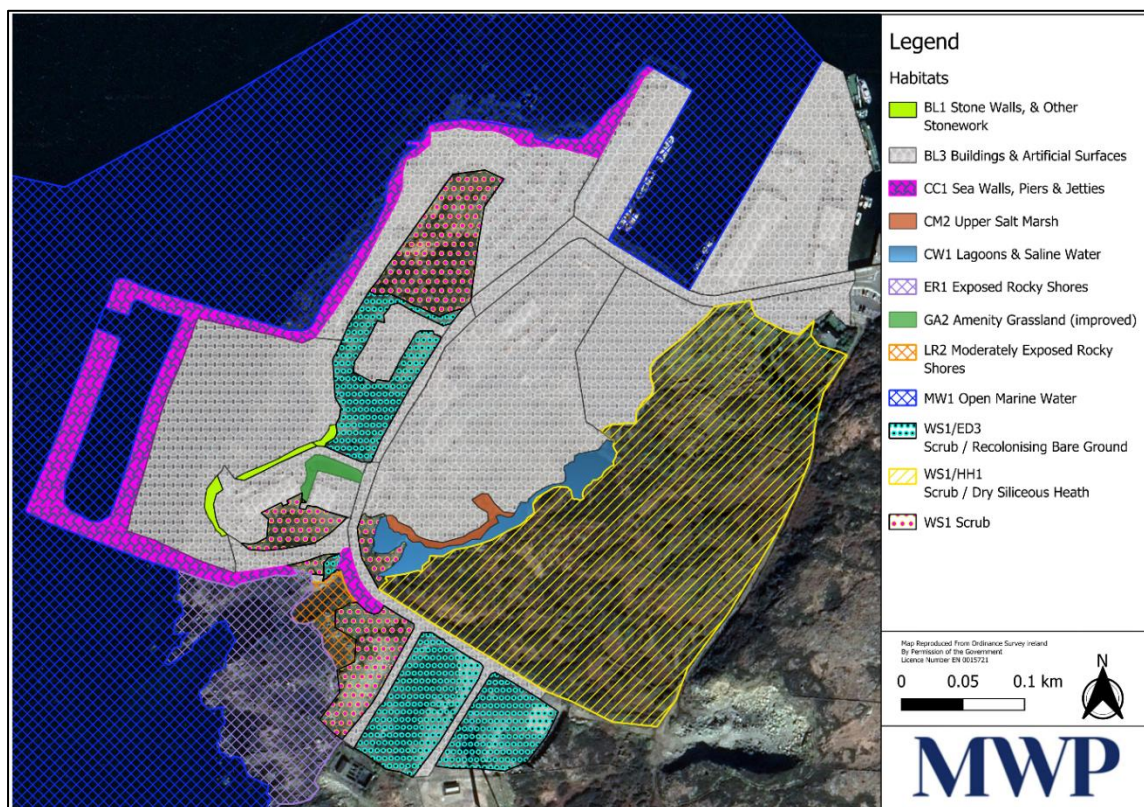 Legend
Habitats
BL1 Stone Walls, & Other
Stonework
BL3 Buildings & Artificial Surfaces
CC1 Sea Walls, Piers & Jetties
CM2 Upper Salt Marsh
CW1 Lagoons & Saline Water
ER1 Exposed Rocky Shores
GA2 Amenity Grassland (improved)
LR2 Moderately Exposed Rocky
Shores
MW1 Open Marine Water
WS1/ED3
Scrub / Recolonising Bare Ground
WS1/HH1
Scrub / Dry Siliceous Heath
WS1 Scrub
Map Reproduced From Ordinance Survey Ireland
By Permission of the Government
Licence Number EN 0015721
N
0 0.05 0.1 km
MWP